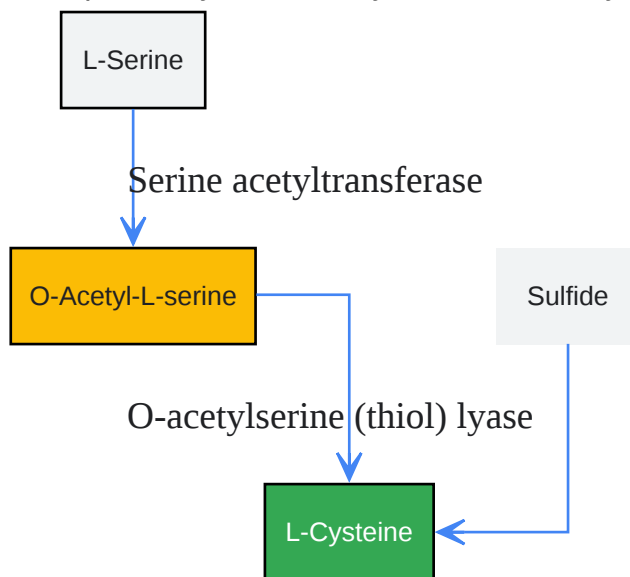 L-Serine
Serine acetyltransferase
O-Acetyl-L-serine
Sulfide
O-acetylserine (thiol) lyase
L-Cysteine